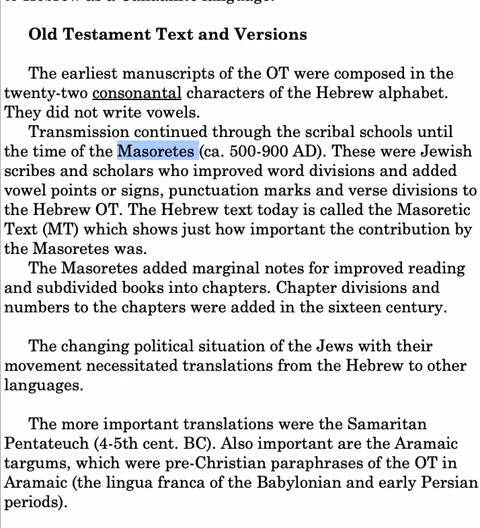 to Hebrew as a Canaanite language.
Old Testament Text and Versions
The earliest manuscripts of the OT were composed in the
twenty-two consonantal characters of the Hebrew alphabet.
They did not write vowels.
Transmission continued through the scribal schools until
the time of the Masoretes (ca. 500-900 AD). These were Jewish
scribes and scholars who improved word divisions and added
vowel points or signs, punctuation marks and verse divisions to
the Hebrew OT. The Hebrew text today is called the Masoretic
Text (MT) which shows just how important the contribution by
the Masoretes was.
The Masoretes added marginal notes for improved reading
and subdivided books into chapters. Chapter divisions and
numbers to the chapters were added in the sixteen century.
The changing political situation of the Jews with their
movement necessitated translations from the Hebrew to other
languages.
The more important translations were the Samaritan
Pentateuch (4-5th cent. BC). Also important are the Aramaic
targums, which were pre-Christian paraphrases of the OT in
Aramaic (the lingua franca of the Babylonian and early Persian
periods).